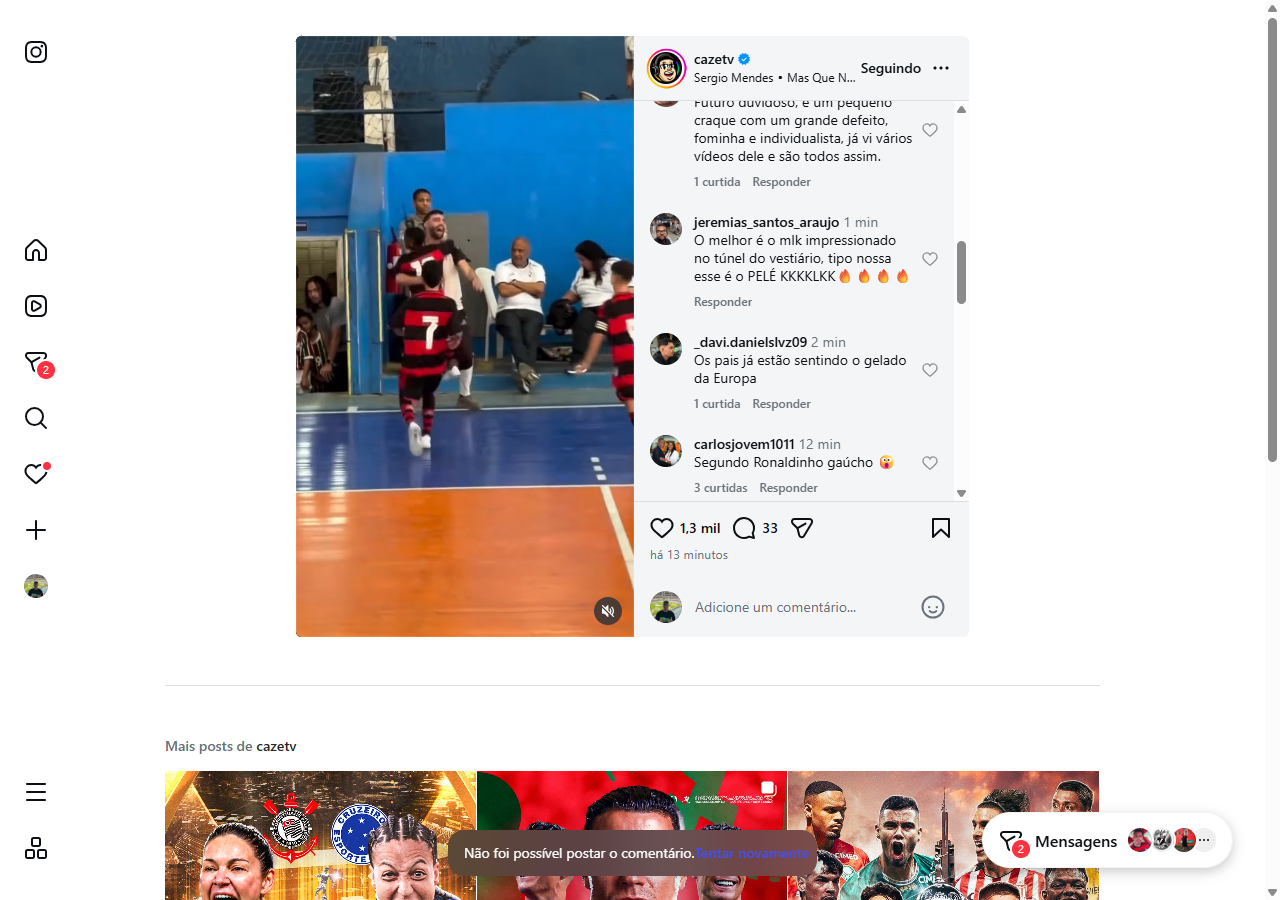 cazetv
Sergio Mendes • Mas Que N...
Seguindo
Futuro duvidoso, é um pequeno
craque com um grande defeito,
fominha e individualista, já vi vários
vídeos dele e são todos assim.
1 curtida Responder
jeremias_santos_araujo 1 min
O melhor é o mlk impressionado
no túnel do vestiário, tipo nossa
esse é o PELÉ KKKKLKK🔥 🔥 🔥 🔥
Responder
_davi.danielslvz09 2 min
Os pais já estão sentindo o gelado
da Europa
1 curtida Responder
carlosjovem1011 12 min
Segundo Ronaldinho gaúcho 😱
3 curtidas Responder
1,3 mil 33
há 13 minutos
Adicione um comentário...
7
2
Mais posts de cazetv
CRUZEIRO
ESPORTE
CIMED
Não foi possível postar o comentário.Tentar novamente
2
Mensagens